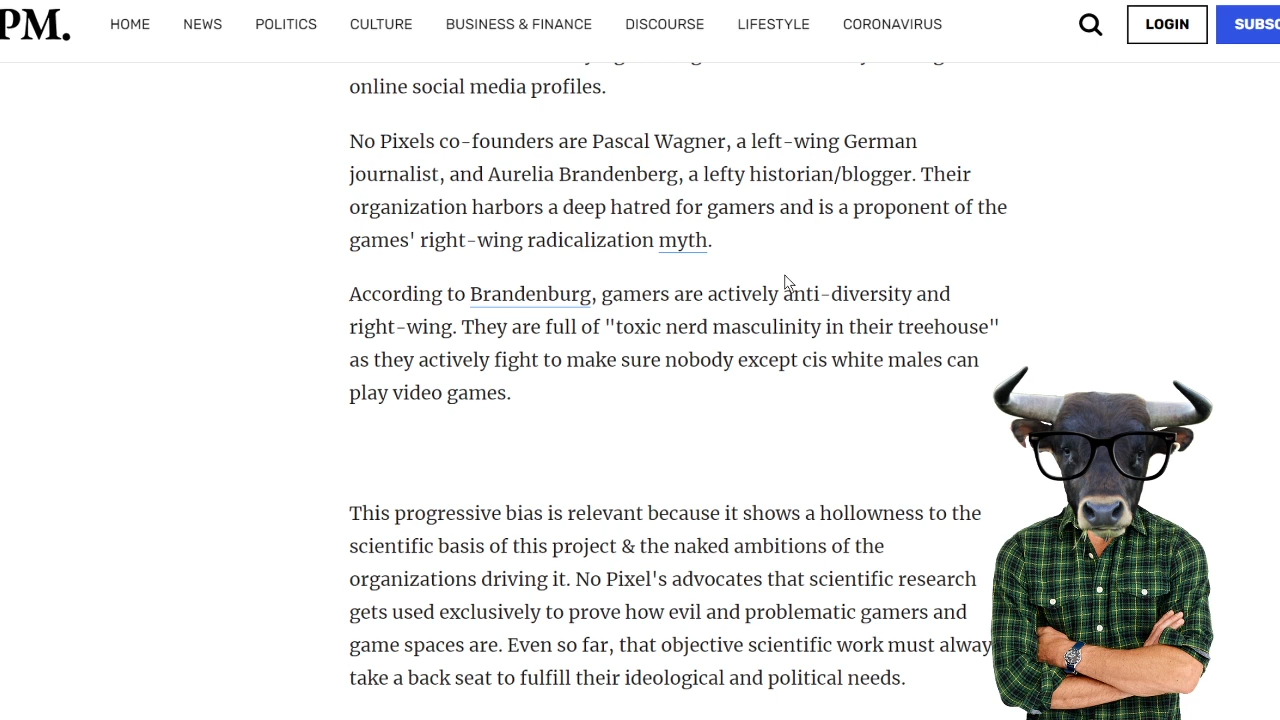 PM.
HOME NEWS POLITICS CULTURE BUSINESS & FINANCE DISCOURSE LIFESTYLE CORONAVIRUS LOGIN SUBSC
online social media profiles.
No Pixels co-founders are Pascal Wagner, a left-wing German
journalist, and Aurelia Brandenberg, a lefty historian/blogger. Their
organization harbors a deep hatred for gamers and is a proponent of the
games' right-wing radicalization myth.
According to Brandenburg, gamers are actively anti-diversity and
right-wing. They are full of "toxic nerd masculinity in their treehouse"
as they actively fight to make sure nobody except cis white males can
play video games.
This progressive bias is relevant because it shows a hollowness to the
scientific basis of this project & the naked ambitions of the
organizations driving it. No Pixel's advocates that scientific research
gets used exclusively to prove how evil and problematic gamers and
game spaces are. Even so far, that objective scientific work must alway
take a back seat to fulfill their ideological and political needs.